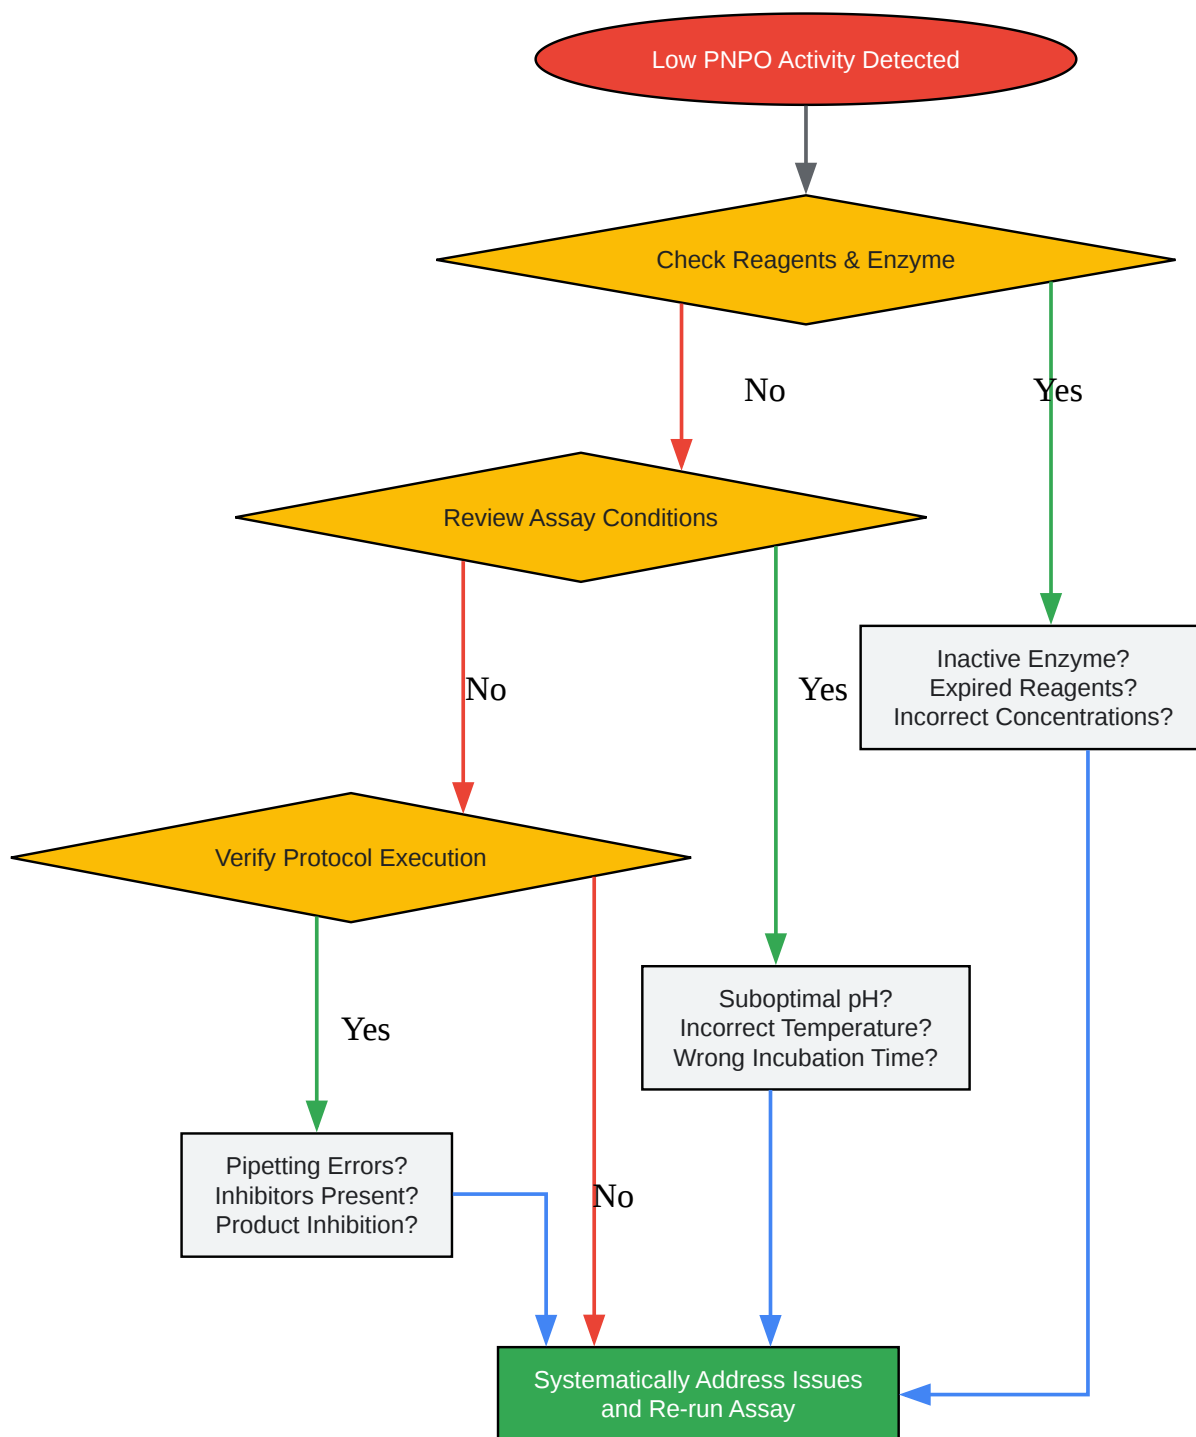 Low PNPO Activity Detected
Check Reagents & Enzyme
No
Yes
Review Assay Conditions
No
Yes
Inactive Enzyme?
Expired Reagents?
Incorrect Concentrations?
Verify Protocol Execution
Yes
No
Suboptimal pH?
Incorrect Temperature?
Wrong Incubation Time?
Pipetting Errors?
Inhibitors Present?
Product Inhibition?
Systematically Address Issues
and Re-run Assay